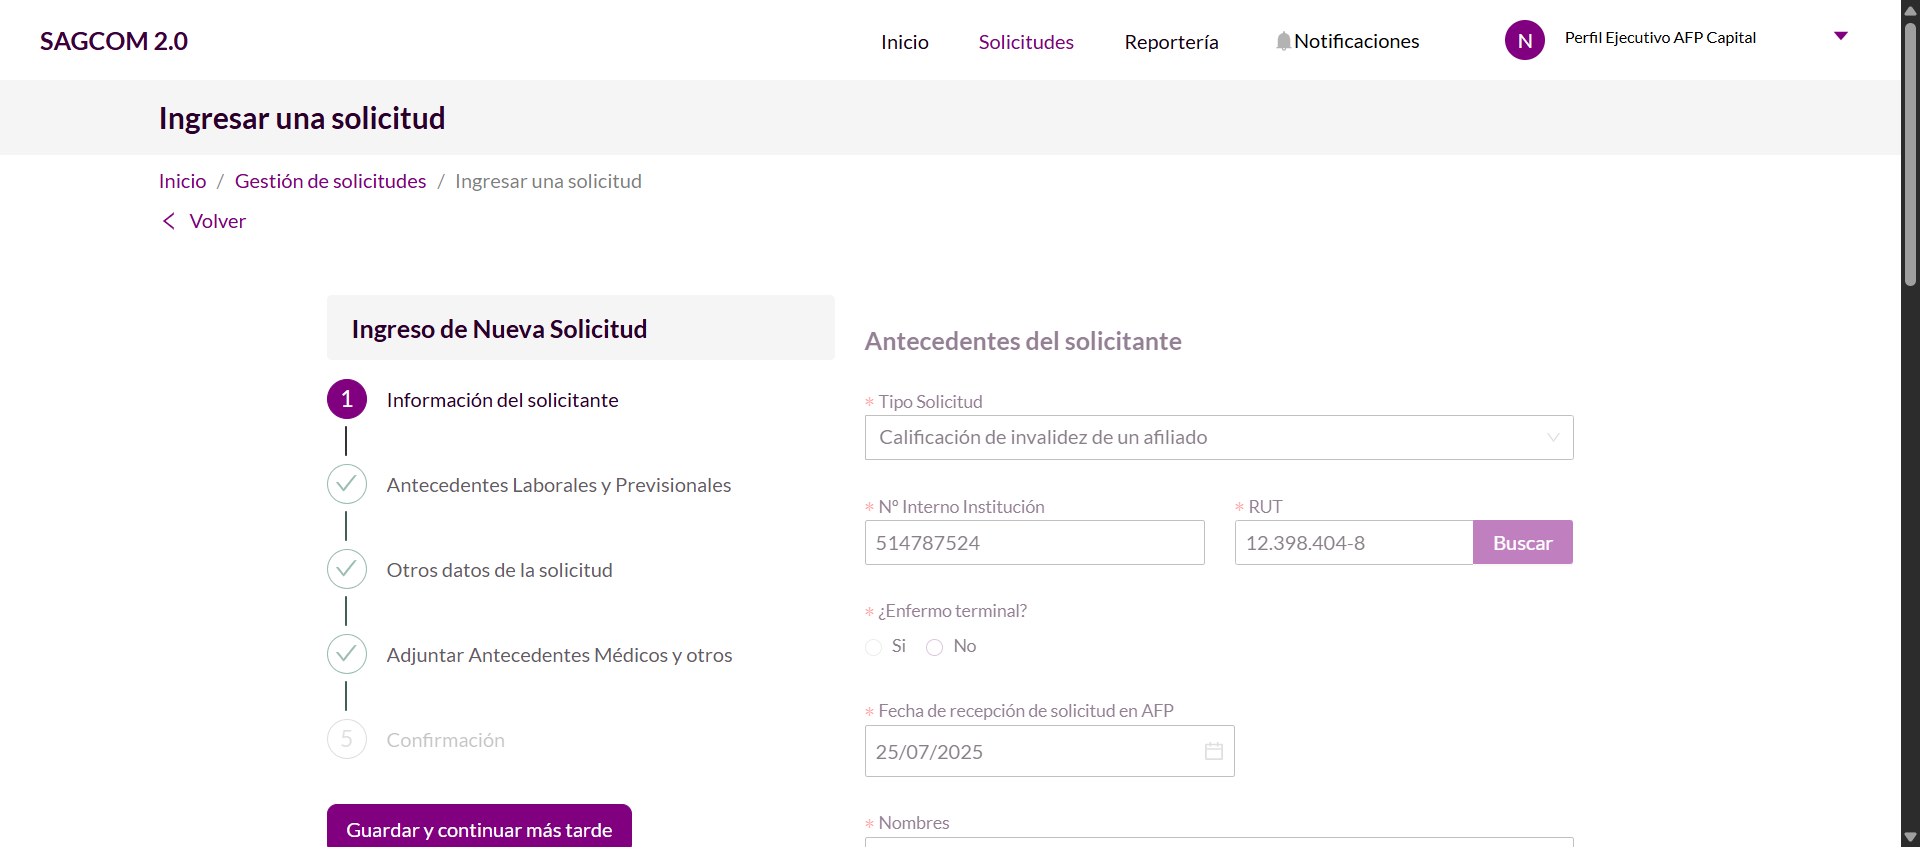 SAGCOM 2.0
Inicio
Solicitudes
Reportería
Notificaciones
N
Perfil Ejecutivo AFP Capital
Ingresar una solicitud
Inicio / Gestión de solicitudes / Ingresar una solicitud
Volver
Ingreso de Nueva Solicitud
1 Información del solicitante
Antecedentes Laborales y Previsionales
Otros datos de la solicitud
Adjuntar Antecedentes Médicos y otros
5 Confirmación
Guardar y continuar más tarde
Antecedentes del solicitante
* Tipo Solicitud
Calificación de invalidez de un afiliado
* Nº Interno Institución
514787524
* RUT
12.398.404-8
Buscar
* ¿Enfermo terminal?
Si
No
* Fecha de recepción de solicitud en AFP
25/07/2025
* Nombres